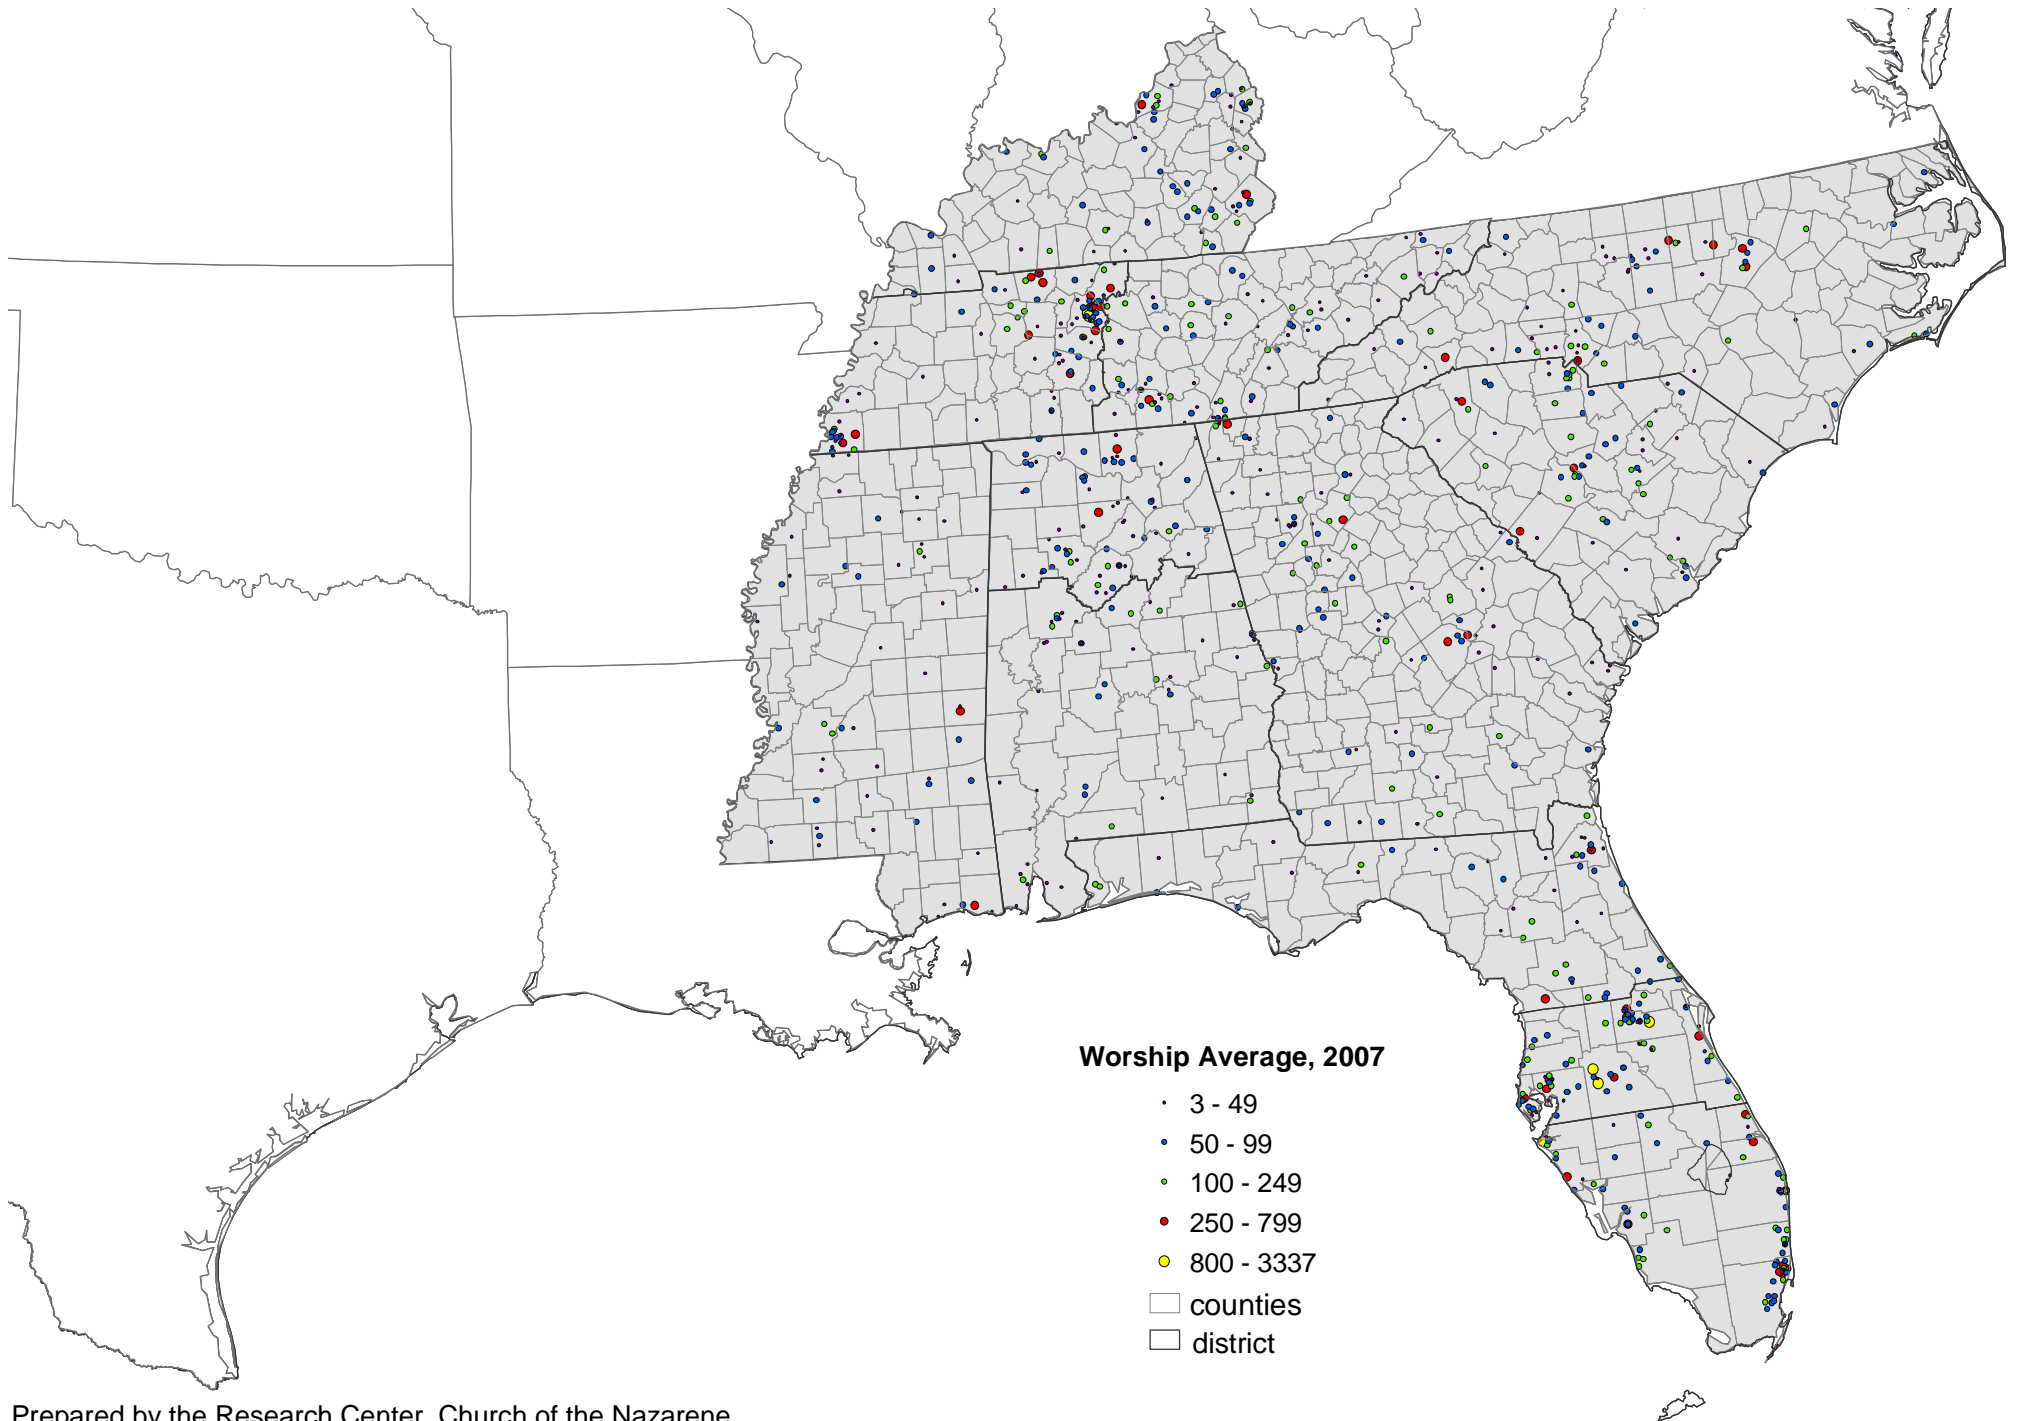 Worship Average, 2007
3 - 49
50 - 99
100 - 249
250 - 799
800 - 3337
counties
district
Prepared by the Research Center, Church of the Nazarene